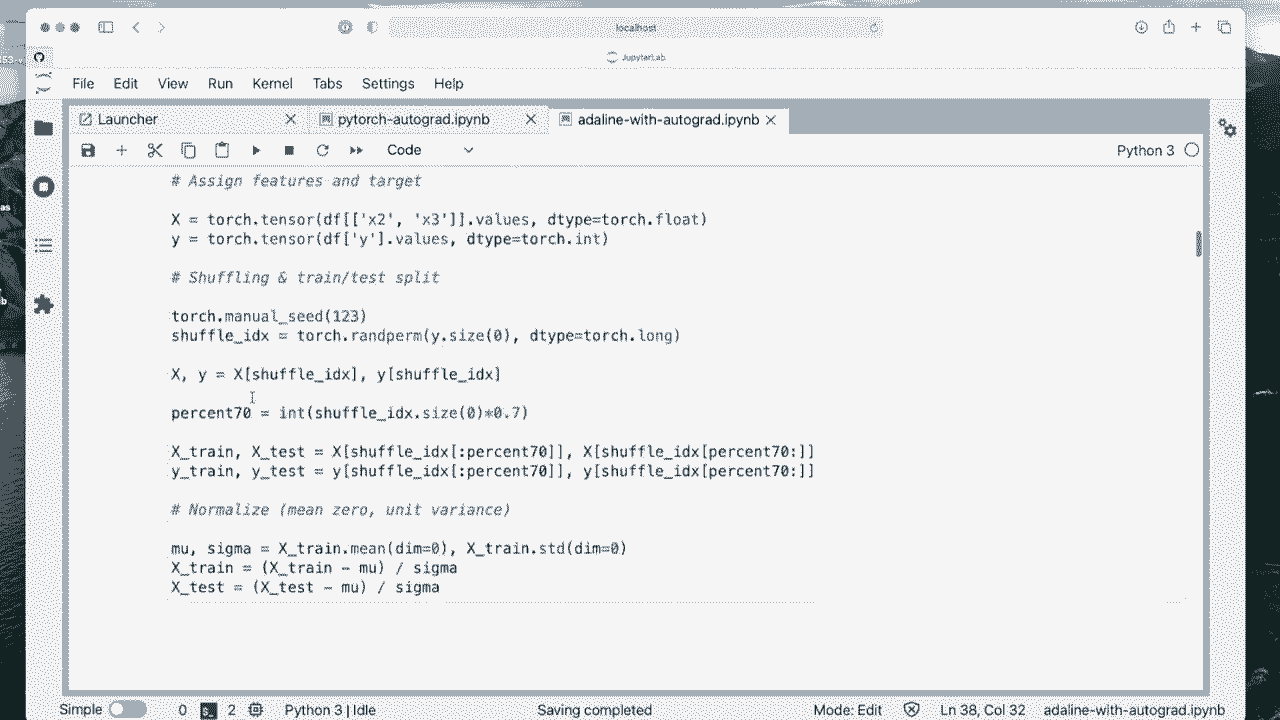 localhost
JupyterLab
File Edit View Run Kernel Tabs Settings Help
Launcher pytorch-autograd.ipynb adaline-with-autograd.ipynb
Code Python 3
# Assign features and target
X = torch.tensor(df[['x2', 'x3']].values, dtype=torch.float)
y = torch.tensor(df['y'].values, dtype=torch.int)
# Shuffling & train/test split
torch.manual_seed(123)
shuffle_idx = torch.randperm(y.size(0), dtype=torch.long)
X, y = X[shuffle_idx], y[shuffle_idx]
percent70 = int(shuffle_idx.size(0)*0.7)
X_train, X_test = X[shuffle_idx[:percent70]], X[shuffle_idx[percent70:]]
y_train, y_test = y[shuffle_idx[:percent70]], y[shuffle_idx[percent70:]]
# Normalize (mean zero, unit variance)
mu, sigma = X_train.mean(dim=0), X_train.std(dim=0)
X_train = (X_train - mu) / sigma
X_test = (X_test - mu) / sigma
Simple 0 2 Python 3 | Idle Saving completed Mode: Edit Ln 38, Col 32 adaline-with-autograd.ipynb